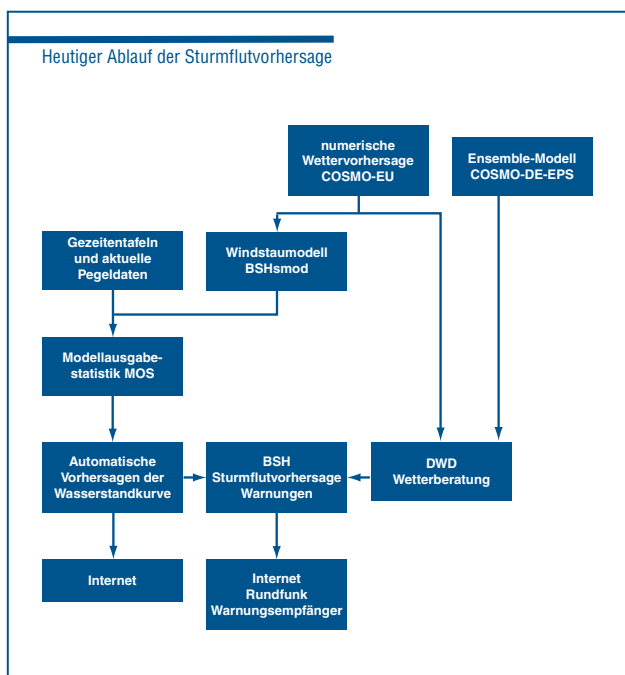 Heutiger Ablauf der Sturmflutvorhersage
numerische
Wettervorhersage
COSMO-EU
Ensemble-Modell
COSMO-DE-EPS
Gezeitentafeln
und aktuelle
Pegeldaten
Windstaumodell
BSHsmod
Modellausgabe-
statistik MOS
Automatische
Vorhersagen der
Wasserstandkurve
BSH
Sturmflutvorhersage
Warnungen
DWD
Wetterberatung
Internet
Internet
Rundfunk
Warnungsempfänger